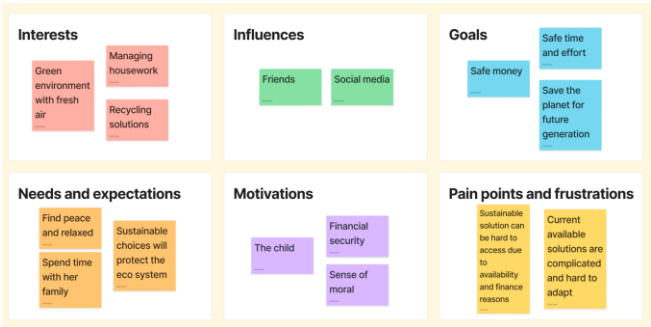 Interests
Green
environment
with fresh
air
Managing
housework
Recycling
solutions
Influences
Friends
Social media
Goals
Safe money
Safe time
and effort
Save the
planet for
future
generation
Needs and expectations
Find peace
and relaxed
Spend time
with her
family
Sustainable
choices will
protect the
eco system
Motivations
The child
Financial
security
Sense of
moral
Pain points and frustrations
Sustainable
solution can
be hard to
access due
to
availability
and finance
reasons
Current
available
solutions are
complicated
and hard to
adapt